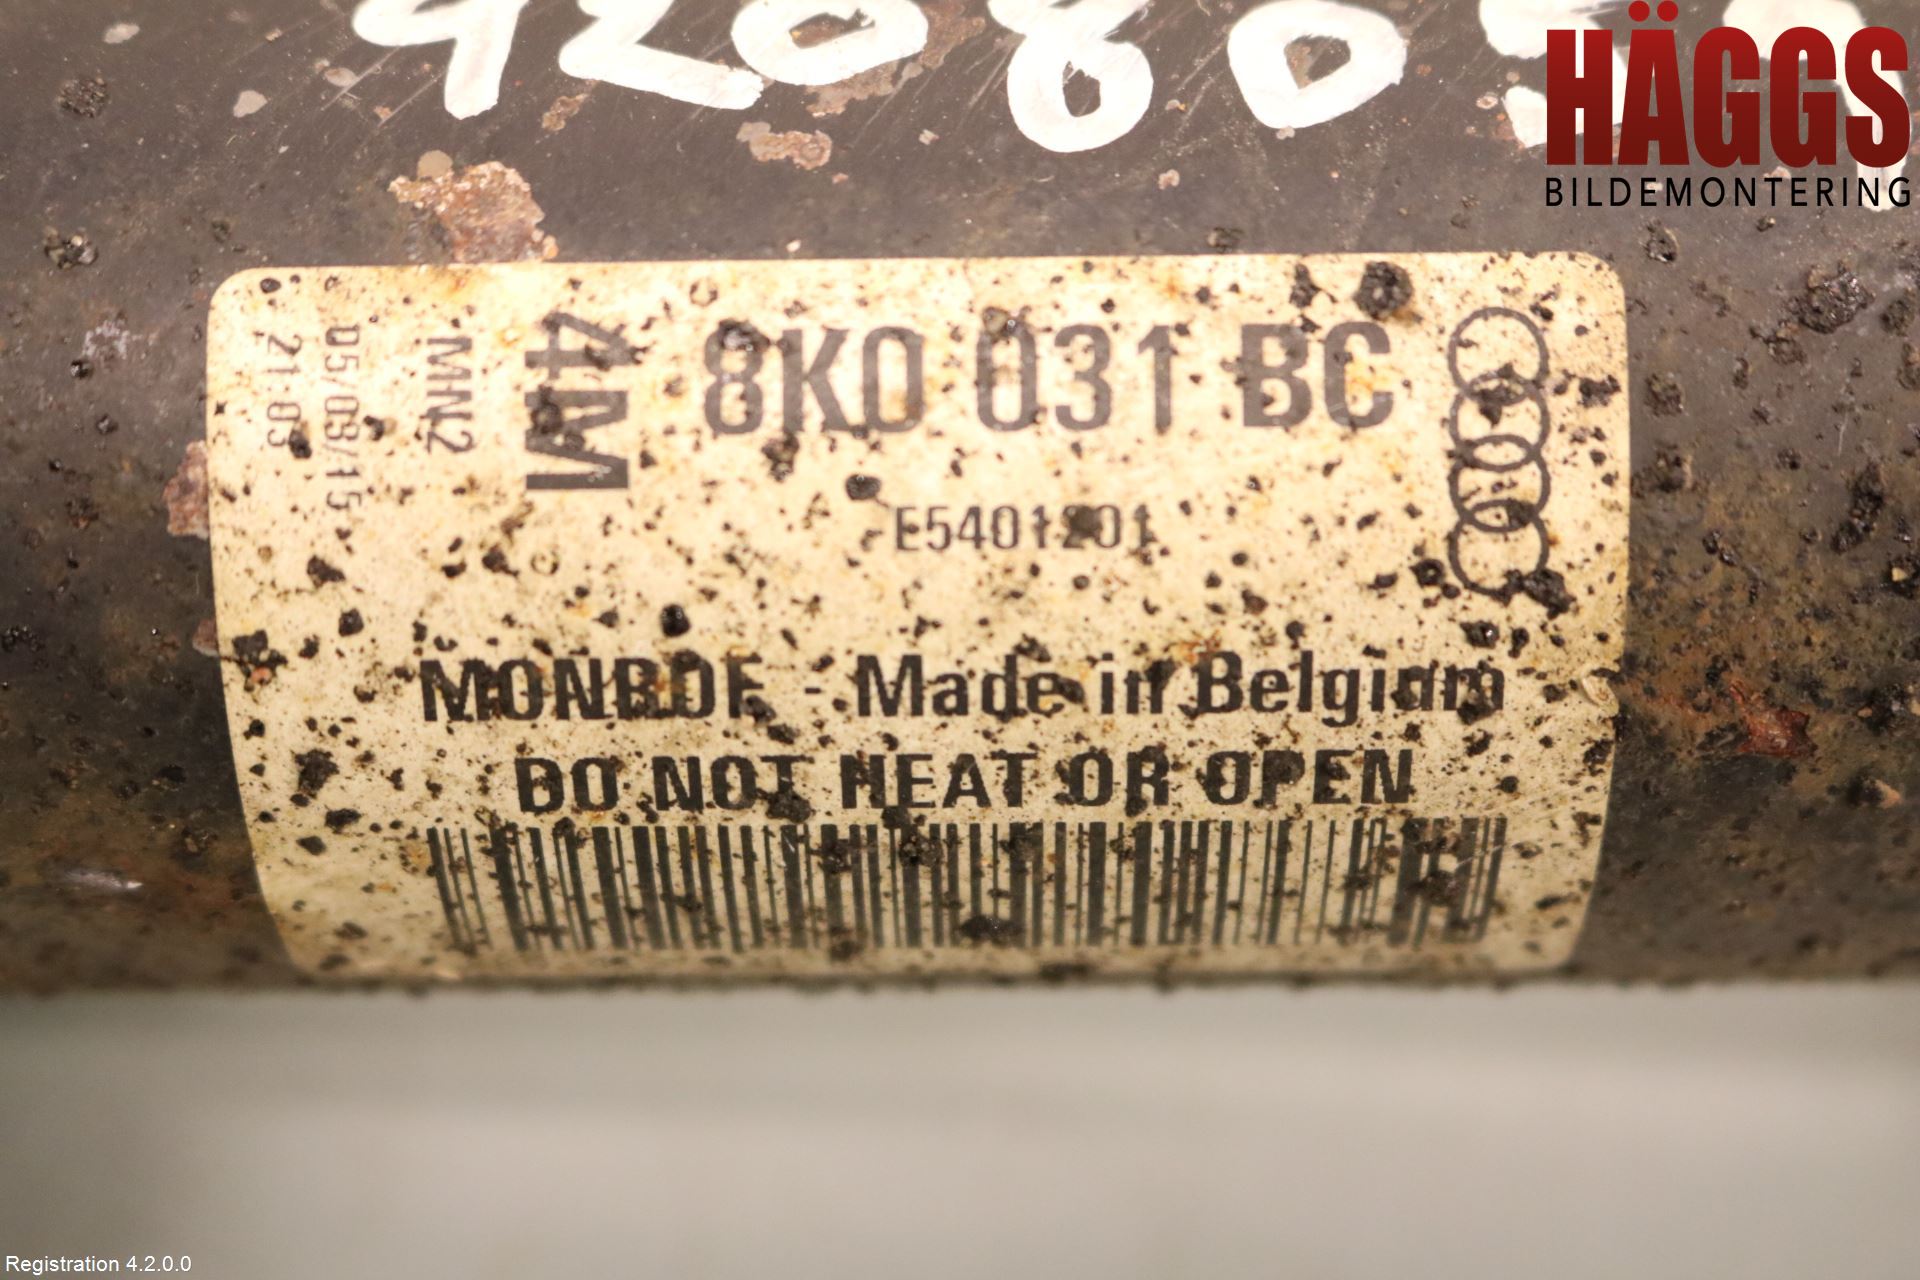 HÄGGS
BILDEMONTERING
8K0 031 BC
4M
MN2
05/03/15
21:03
E5401201
MONROE - Made in Belgium
DO NOT HEAT OR OPEN
Registration 4.2.0.0